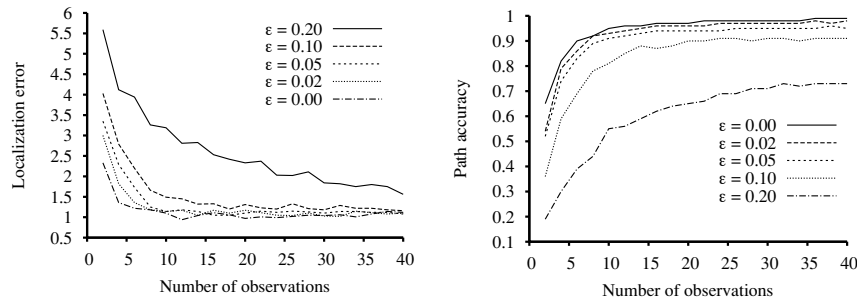 6
5.5
5
4.5
4
3.5
3
2.5
2
1.5
1
0.5
Localization error
ε = 0.20
ε = 0.10
ε = 0.05
ε = 0.02
ε = 0.00
0 5 10 15 20 25 30 35 40
Number of observations
1
0.9
0.8
0.7
0.6
0.5
0.4
0.3
0.2
0.1
Path accuracy
ε = 0.00
ε = 0.02
ε = 0.05
ε = 0.10
ε = 0.20
0 5 10 15 20 25 30 35 40
Number of observations